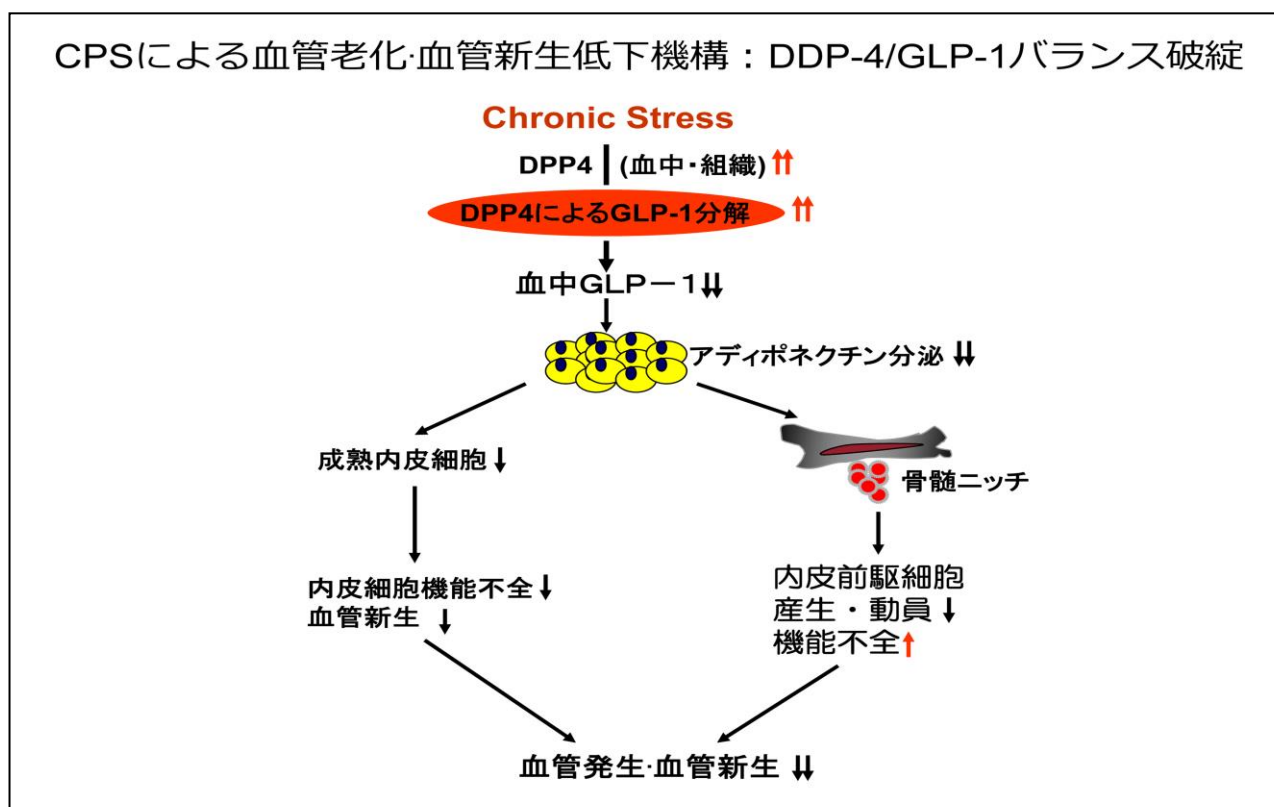 CPSによる血管老化·血管新生低下機構：DDP-4/GLP-1バランス破綻
Chronic Stress
DPP4 (血中・組織)⇈
DPP4によるGLP-1分解 ⇈
血中GLP－1⇊
アディポネクチン分泌 ⇊
成熟内皮細胞↓
骨髄ニッチ
内皮細胞機能不全↓
血管新生 ↓
内皮前駆細胞
産生・動員↓
機能不全↑
血管発生·血管新生 ⇊